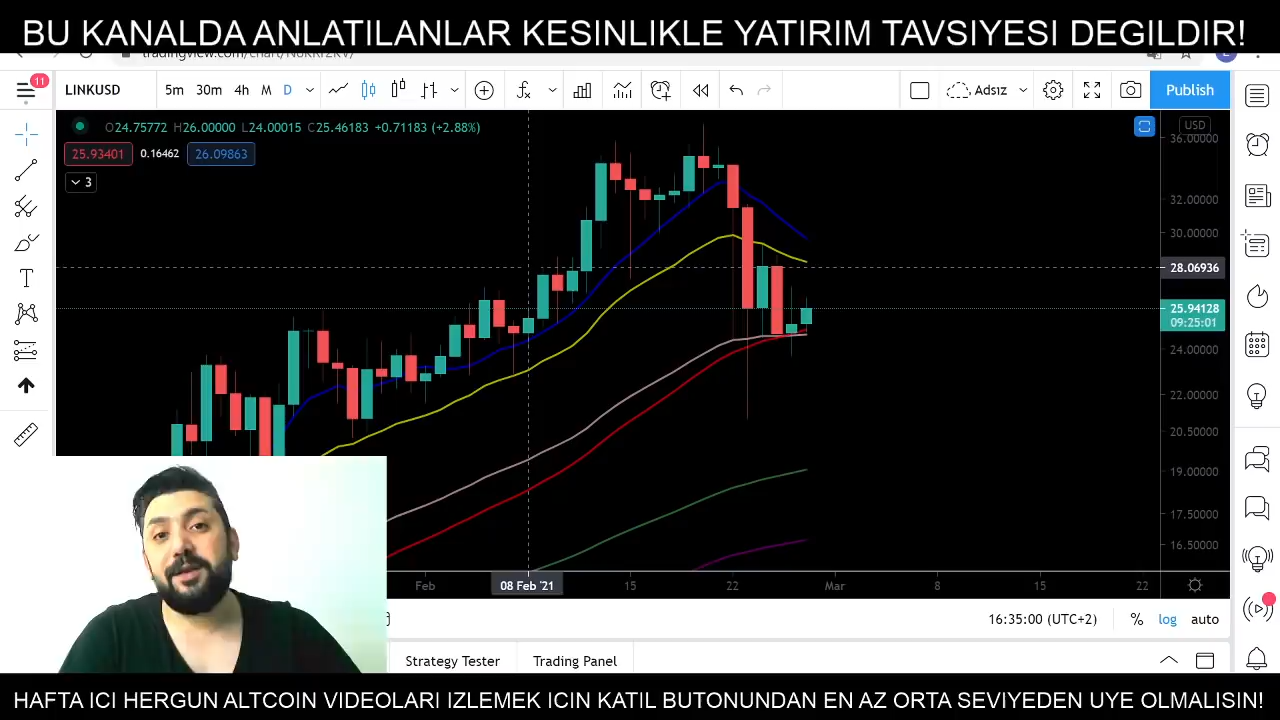 BU KANALDA ANLATILANLAR KESINLIKLE YATIRIM TAVSIYESI DEGILDIR!
11
LINKUSD 5m 30m 4h M D Adsız Publish
O24.75772 H26.00000 L24.00015 C25.46183 +0.71183 (+2.88%)
USD
25.93401 0.16462 26.09863
3
36.00000
32.00000
30.00000
28.06936
25.94128
09:25:01
24.00000
22.00000
20.50000
19.00000
17.50000
16.50000
Feb 08 Feb '21 15 22 Mar 8 15 22
16:35:00 (UTC+2) % log auto
Strategy Tester Trading Panel
HAFTA ICI HERGUN ALTCOIN VIDEOLARI IZLEMEK ICIN KATIL BUTONUNDAN EN AZ ORTA SEVIYEDEN UYE OLMALISIN!